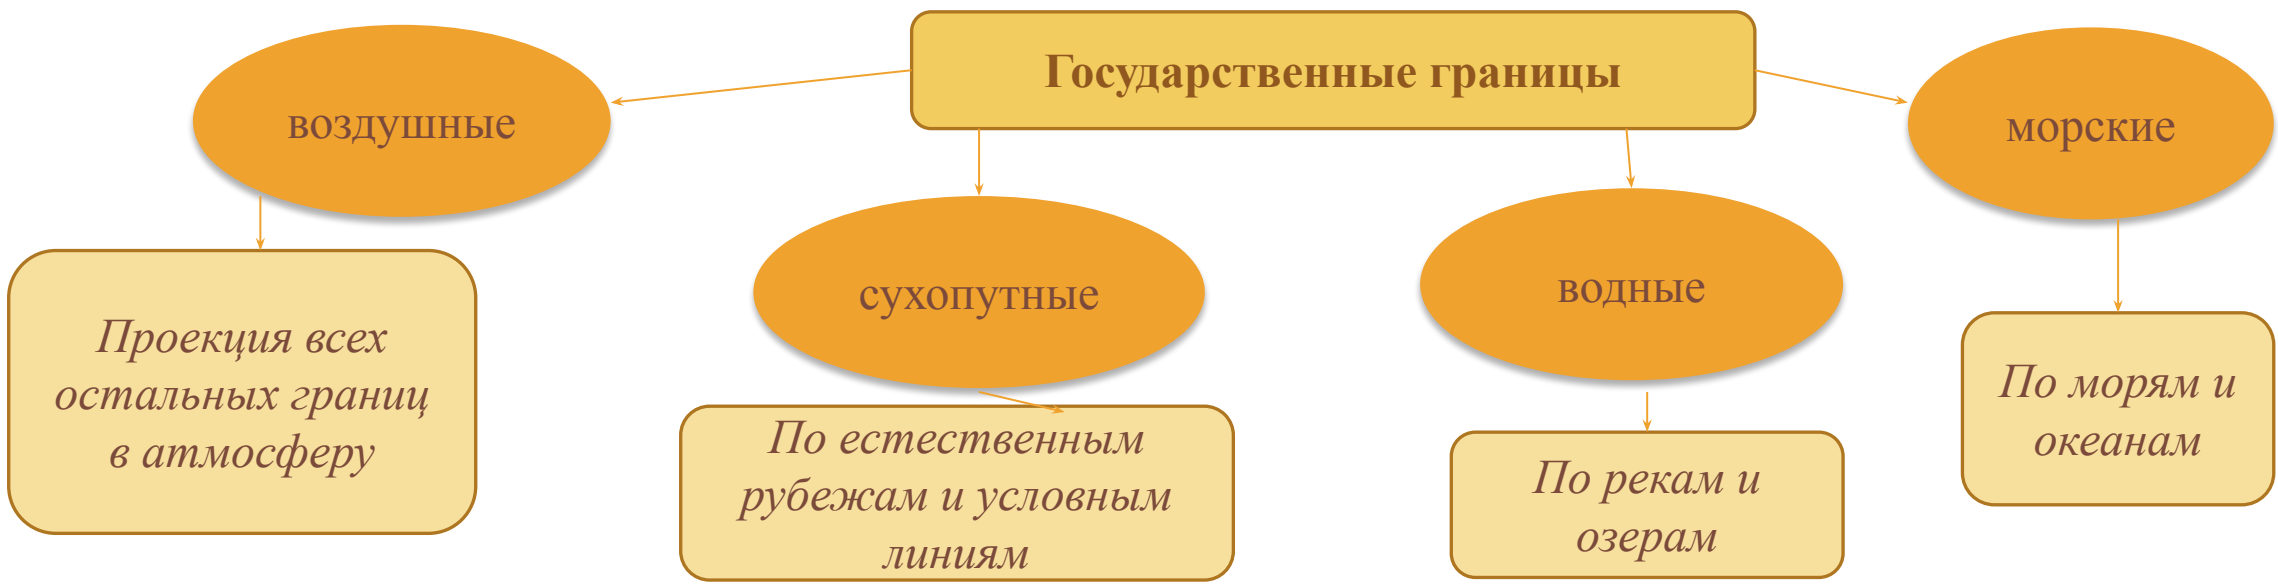 Государственные границы
воздушные
сухопутные
водные
морские
Проекция всех
остальных границ
в атмосферу
По естественным
рубежам и условным
линиям
По рекам и
озерам
По морям и
океанам